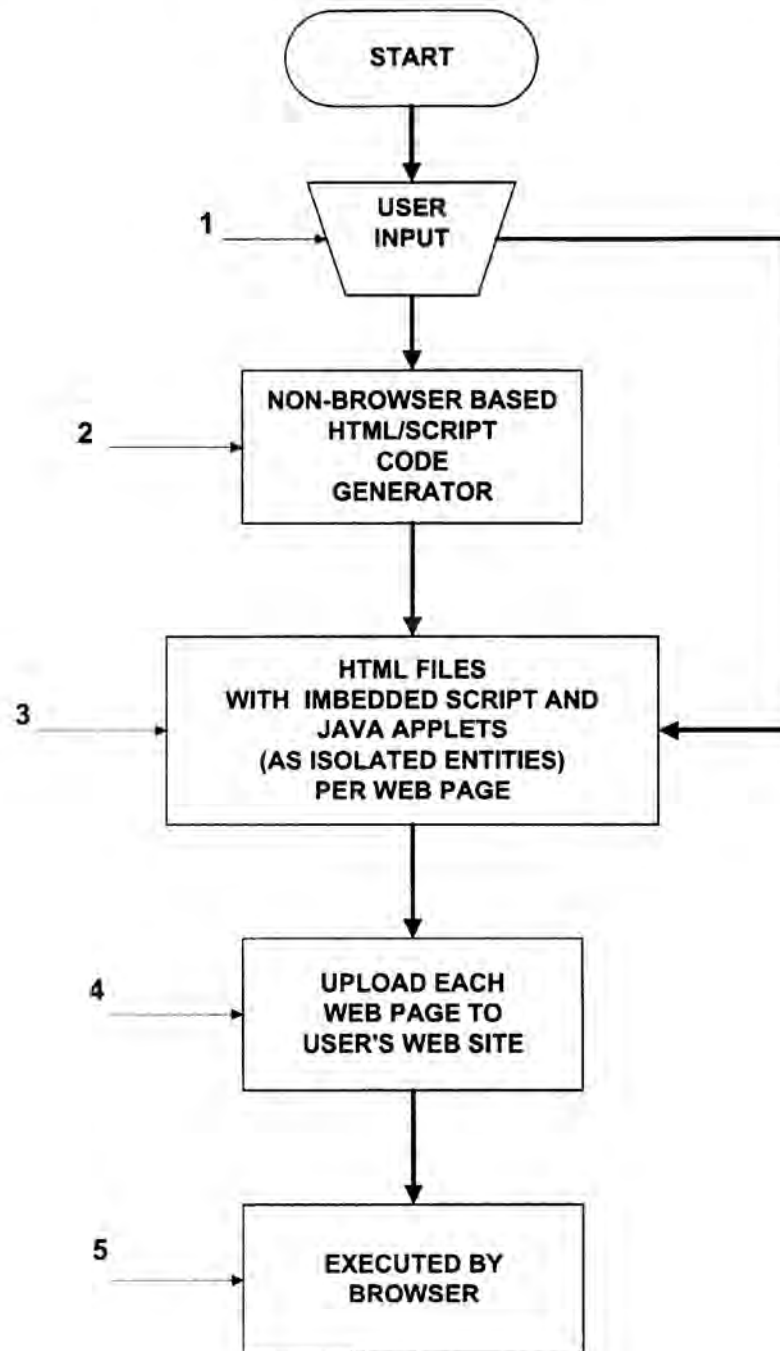 START
1
USER
INPUT
2
NON-BROWSER BASED
HTML/SCRIPT
CODE
GENERATOR
3
HTML FILES
WITH IMBEDDED SCRIPT AND
JAVA APPLETS
(AS ISOLATED ENTITIES)
PER WEB PAGE
4
UPLOAD EACH
WEB PAGE TO
USER'S WEB SITE
5
EXECUTED BY
BROWSER